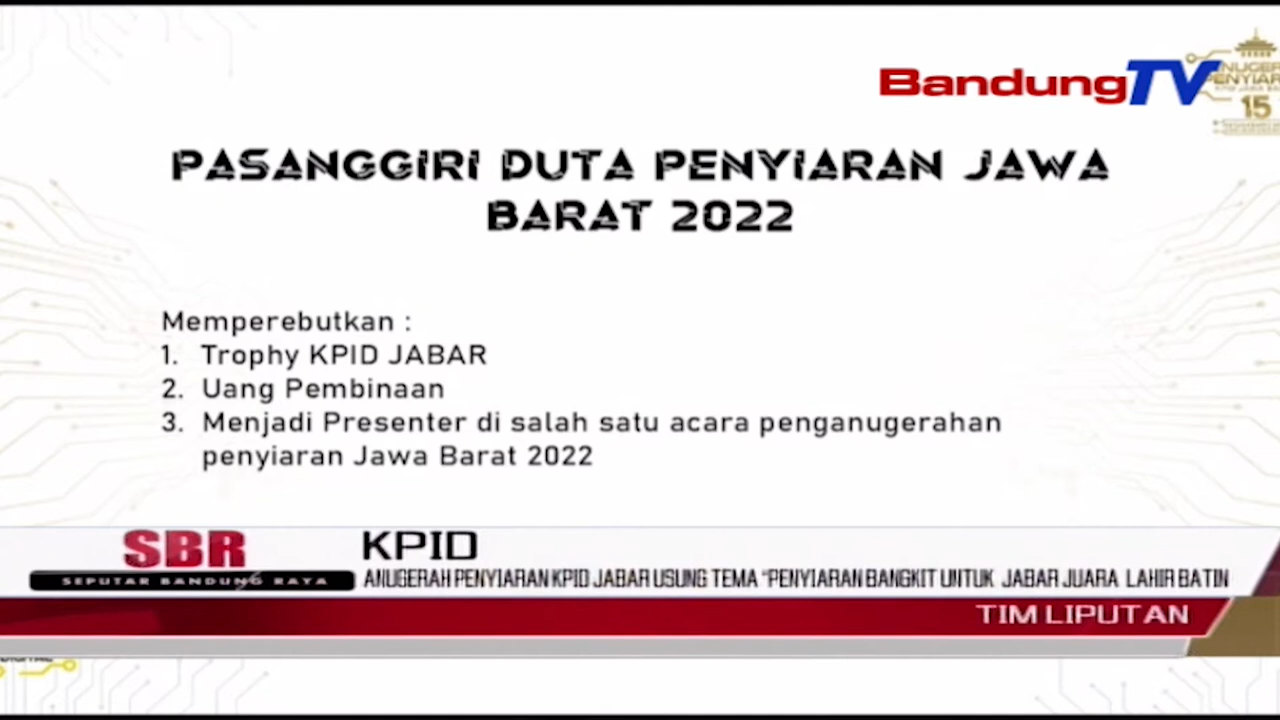 BandungTV
15
PASANGGIRI DUTA PENYIARAN JAWA
BARAT 2022
Memperebutkan :
1. Trophy KPID JABAR
2. Uang Pembinaan
3. Menjadi Presenter di salah satu acara penganugerahan
penyiaran Jawa Barat 2022
SBR
SEPUTAR BANDUNG RAYA
KPID
ANUGERAH PENYIARAN KPID JABAR USUNG TEMA "PENYIARAN BANGKIT UNTUK JABAR JUARA LAHIR BATIN
TIM LIPUTAN